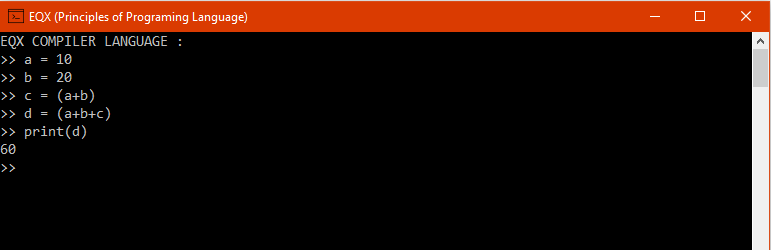 EQX (Principles of Programing Language)
EQX COMPILER LANGUAGE :
>> a = 10
>> b = 20
>> c = (a+b)
>> d = (a+b+c)
>> print(d)
60
>>